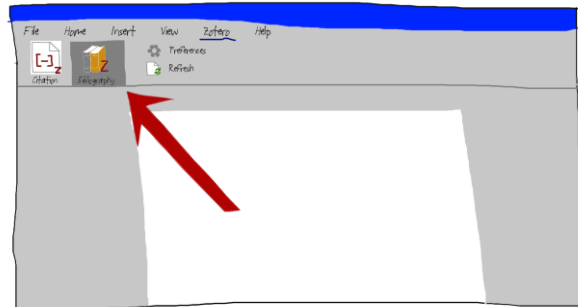 File Home Insert View Zotero Help
[-]z Z Preferences
Refresh
Citation Bibliography